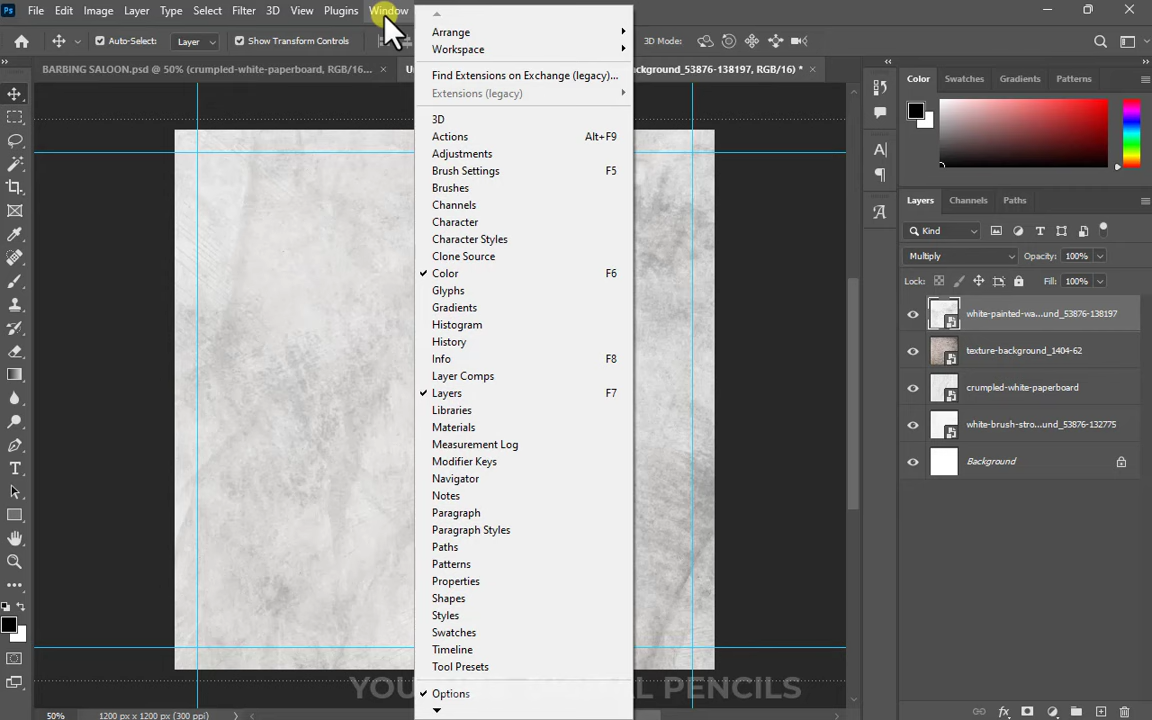 Ps File Edit Image Layer Type Select Filter 3D View Plugins Window
Auto-Select: Layer Show Transform Controls 3D Mode:
BARBING SALOON.psd @ 50% (crumpled-white-paperboard, RGB/16... ackground_53876-138197, RGB/16) *
Arrange
Workspace
Find Extensions on Exchange (legacy)...
Extensions (legacy)
3D
Actions Alt+F9
Adjustments
Brush Settings F5
Brushes
Channels
Character
Character Styles
Clone Source
Color F6
Glyphs
Gradients
Histogram
History
Info F8
Layer Comps
Layers F7
Libraries
Materials
Measurement Log
Modifier Keys
Navigator
Notes
Paragraph
Paragraph Styles
Paths
Patterns
Properties
Shapes
Styles
Swatches
Timeline
Tool Presets
Options
Color Swatches Gradients Patterns
Layers Channels Paths
Kind
Multiply Opacity: 100%
Lock: Fill: 100%
white-painted-wa...und_53876-138197
texture-background_1404-62
crumpled-white-paperboard
white-brush-stro...und_53876-132775
Background
PENCILS
50% 1200 px x 1200 px (300 ppi)